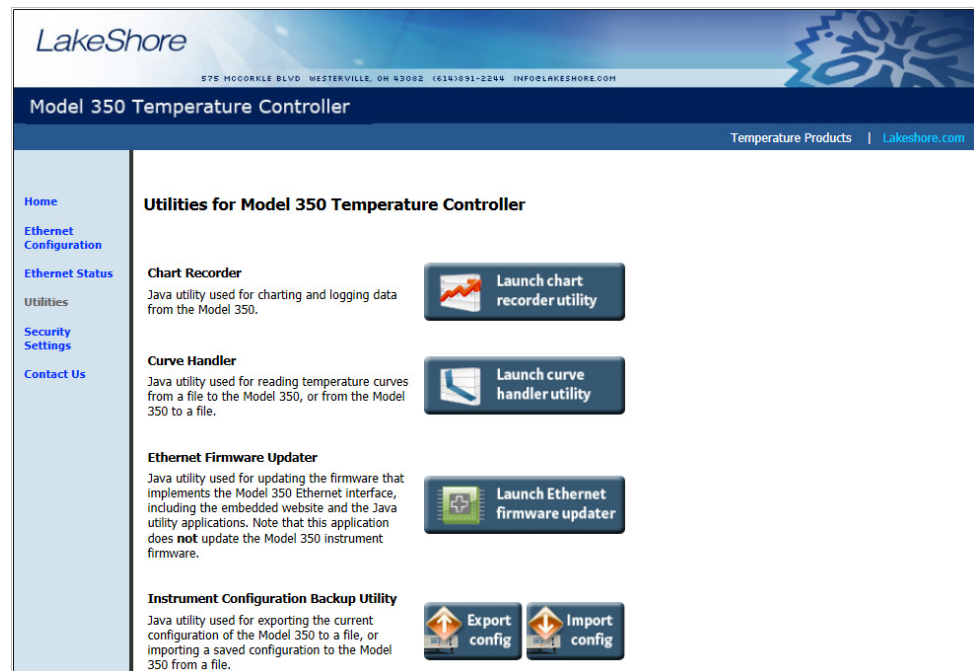 LakeShore
575 MCCORKLE BLVD WESTERVILLE, OH 43082 (614)891-2244 INFO@LAKESHORE.COM
Model 350 Temperature Controller
Temperature Products | Lakeshore.com
Home
Ethernet
Configuration
Ethernet Status
Utilities
Security
Settings
Contact Us
Utilities for Model 350 Temperature Controller
Chart Recorder
Java utility used for charting and logging data
from the Model 350.
Launch chart
recorder utility
Curve Handler
Java utility used for reading temperature curves
from a file to the Model 350, or from the Model
350 to a file.
Launch curve
handler utility
Ethernet Firmware Updater
Java utility used for updating the firmware that
implements the Model 350 Ethernet interface,
including the embedded website and the Java
utility applications. Note that this application
does not update the Model 350 instrument
firmware.
Launch Ethernet
firmware updater
Instrument Configuration Backup Utility
Java utility used for exporting the current
configuration of the Model 350 to a file, or
importing a saved configuration to the Model
350 from a file.
Export
config
Import
config